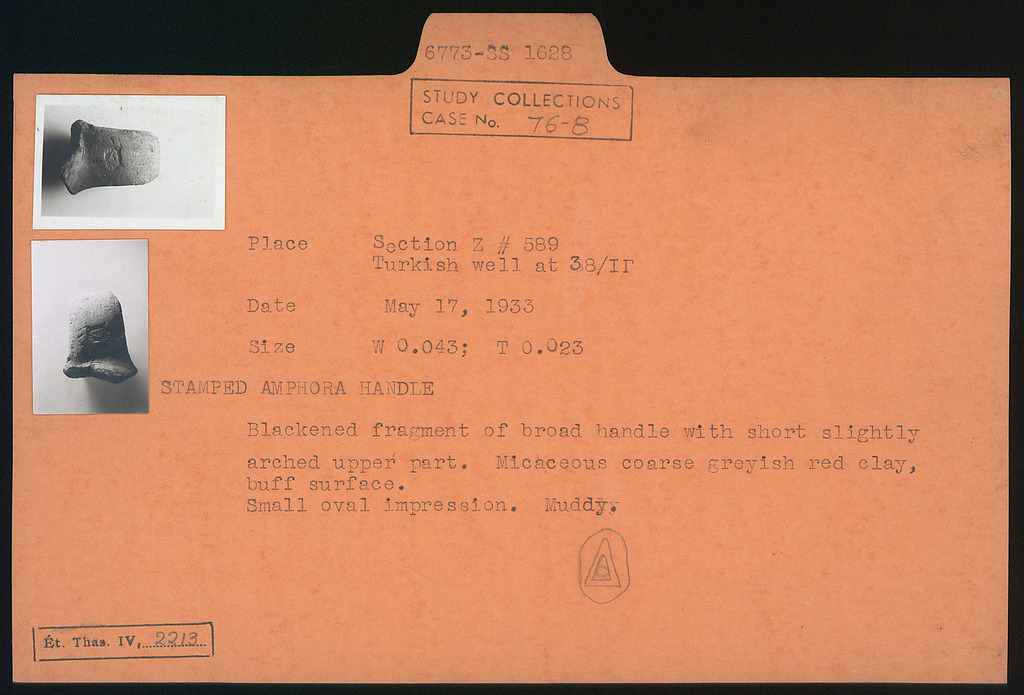 6773-SS 1628
STUDY COLLECTIONS
CASE No. 76-8
Place Section Z # 589
Turkish well at 38/ΙΓ
Date May 17, 1933
Size W 0.043; T 0.023
STAMPED AMPHORA HANDLE
Blackened fragment of broad handle with short slightly
arched upper part. Micaceous coarse greyish red clay,
buff surface.
Small oval impression. Muddy.
Ét. Thas. IV, 2213